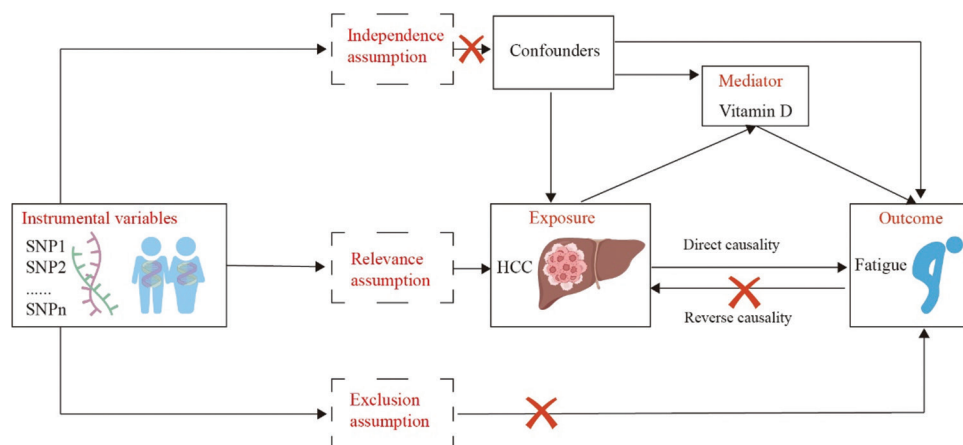 Independence
assumption
Confounders
Mediator
Vitamin D
Instrumental variables
SNP1
SNP2
......
SNPn
Relevance
assumption
Exposure
HCC
Direct causality
Reverse causality
Outcome
Fatigue
Exclusion
assumption